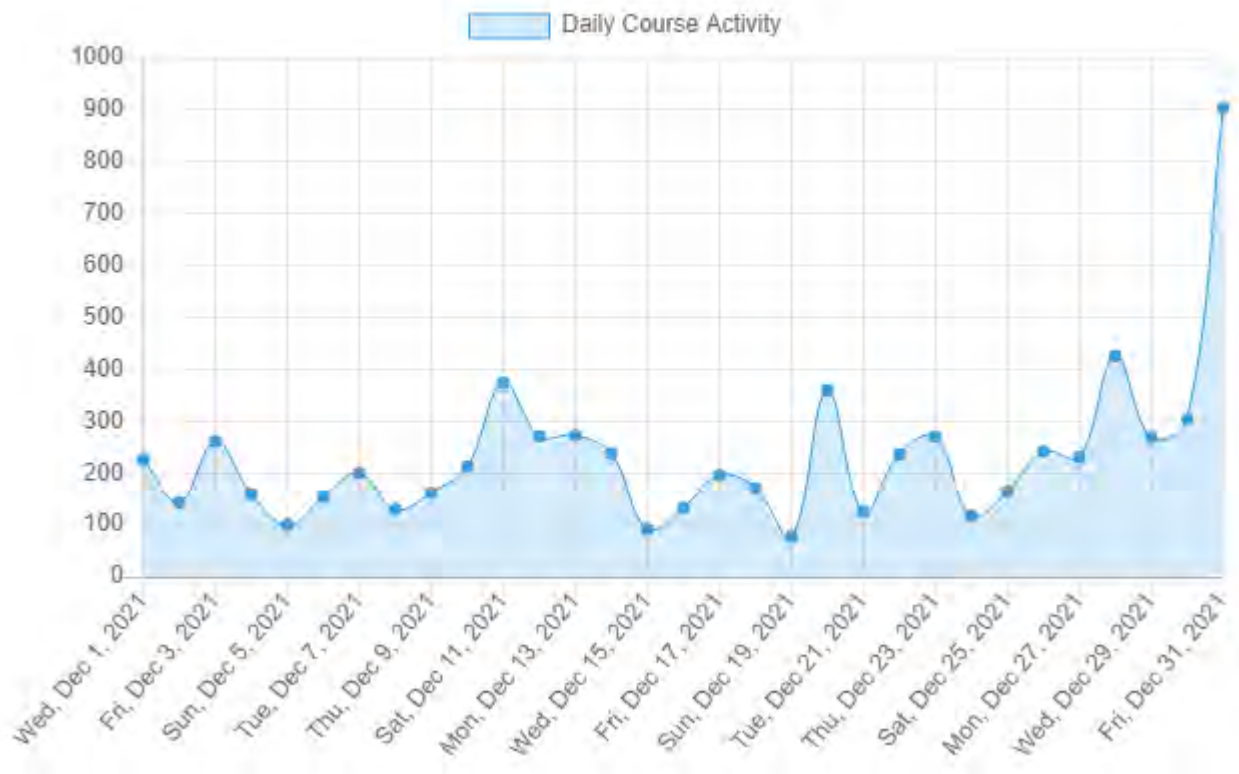 Daily Course Activity
1000
900
800
700
600
500
400
300
200
100
0
Wed, Dec 1, 2021
Fri, Dec 3, 2021
Sun, Dec 5, 2021
Tue, Dec 7, 2021
Thu, Dec 9, 2021
Sat, Dec 11, 2021
Mon, Dec 13, 2021
Wed, Dec 15, 2021
Fri, Dec 17, 2021
Sun, Dec 19, 2021
Tue, Dec 21, 2021
Thu, Dec 23, 2021
Sat, Dec 25, 2021
Mon, Dec 27, 2021
Wed, Dec 29, 2021
Fri, Dec 31, 2021